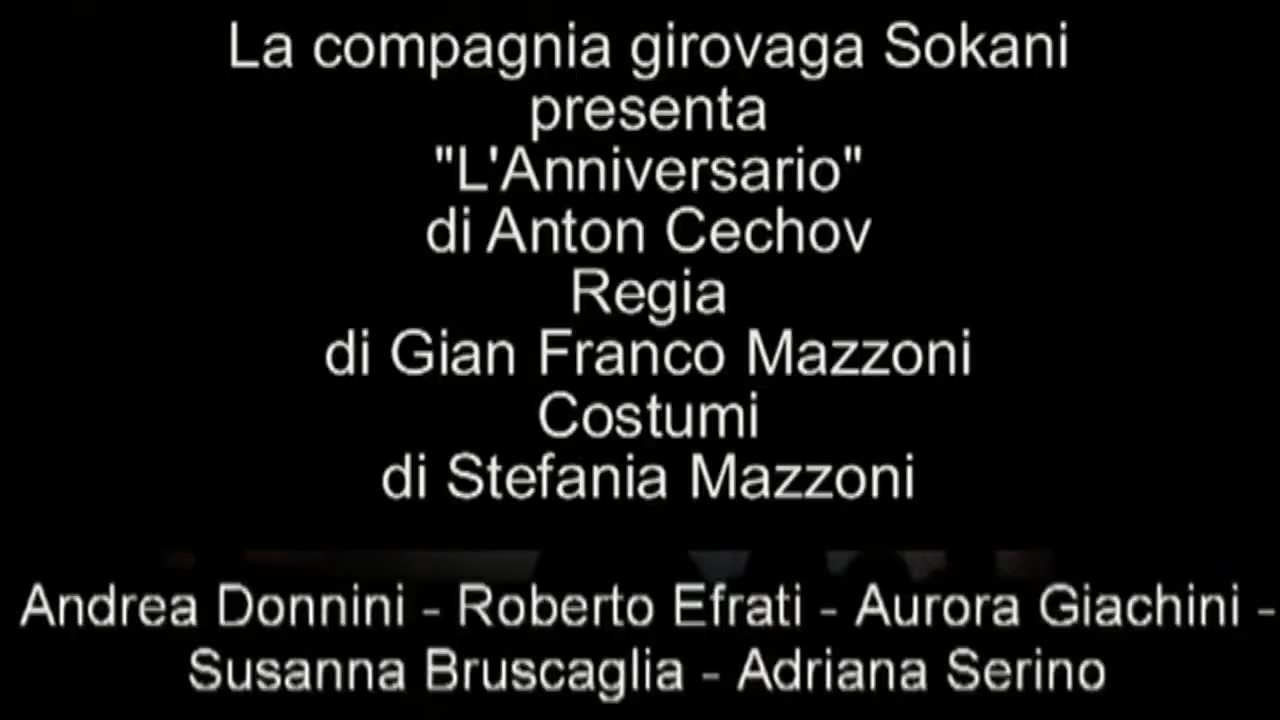 La compagnia girovaga Sokani
presenta
"L'Anniversario"
di Anton Cechov
Regia
di Gian Franco Mazzoni
Costumi
di Stefania Mazzoni
Andrea Donnini - Roberto Efrati - Aurora Giachini -
Susanna Bruscaglia - Adriana Serino